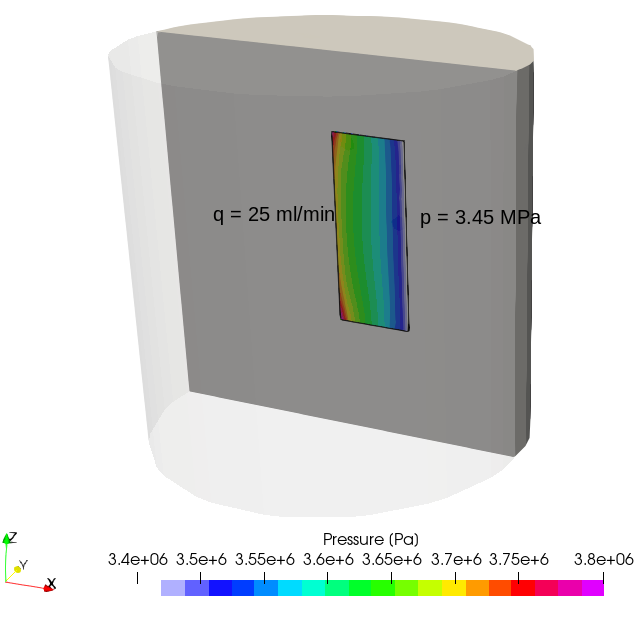 q = 25 ml/min
p = 3.45 MPa
Z
Y
X
Pressure (Pa)
3.4e+06 3.5e+6 3.55e+6 3.6e+6 3.65e+6 3.7e+6 3.75e+6 3.8e+06